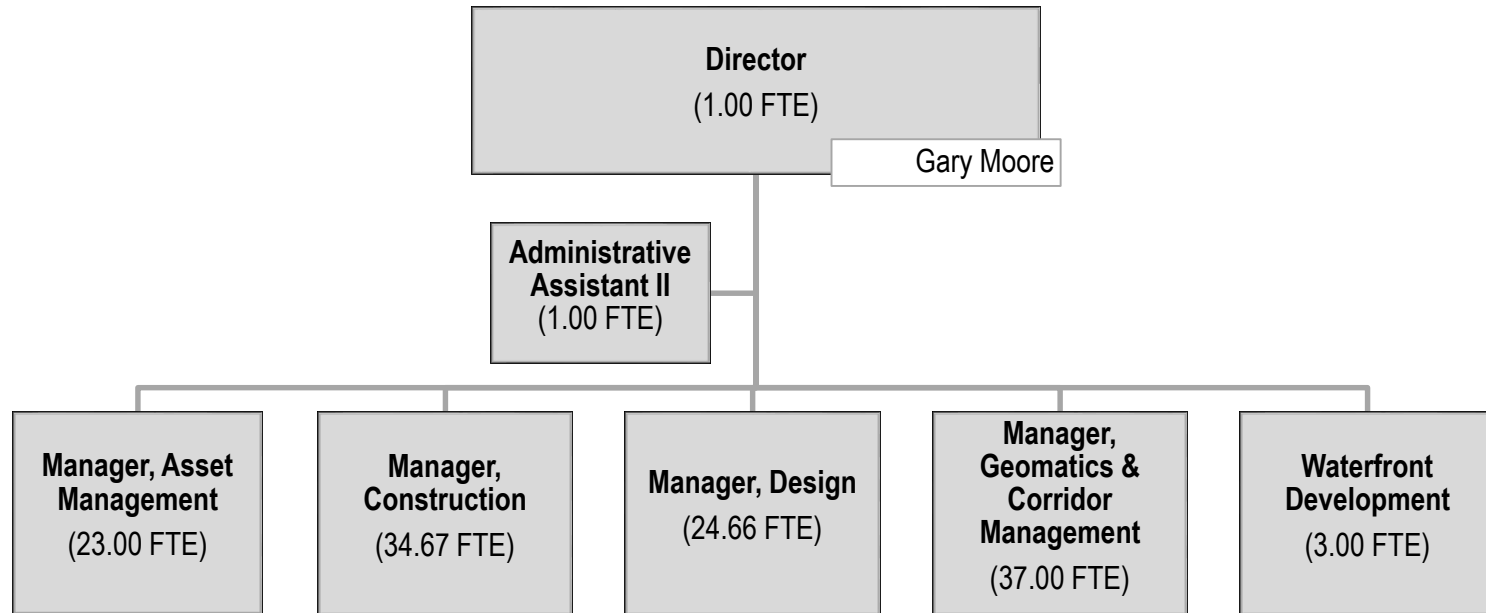 Director
(1.00 FTE)
Gary Moore
Administrative
Assistant II
(1.00 FTE)
Manager, Asset
Management
(23.00 FTE)
Manager,
Construction
(34.67 FTE)
Manager, Design
(24.66 FTE)
Manager,
Geomatics &
Corridor
Management
(37.00 FTE)
Waterfront
Development
(3.00 FTE)